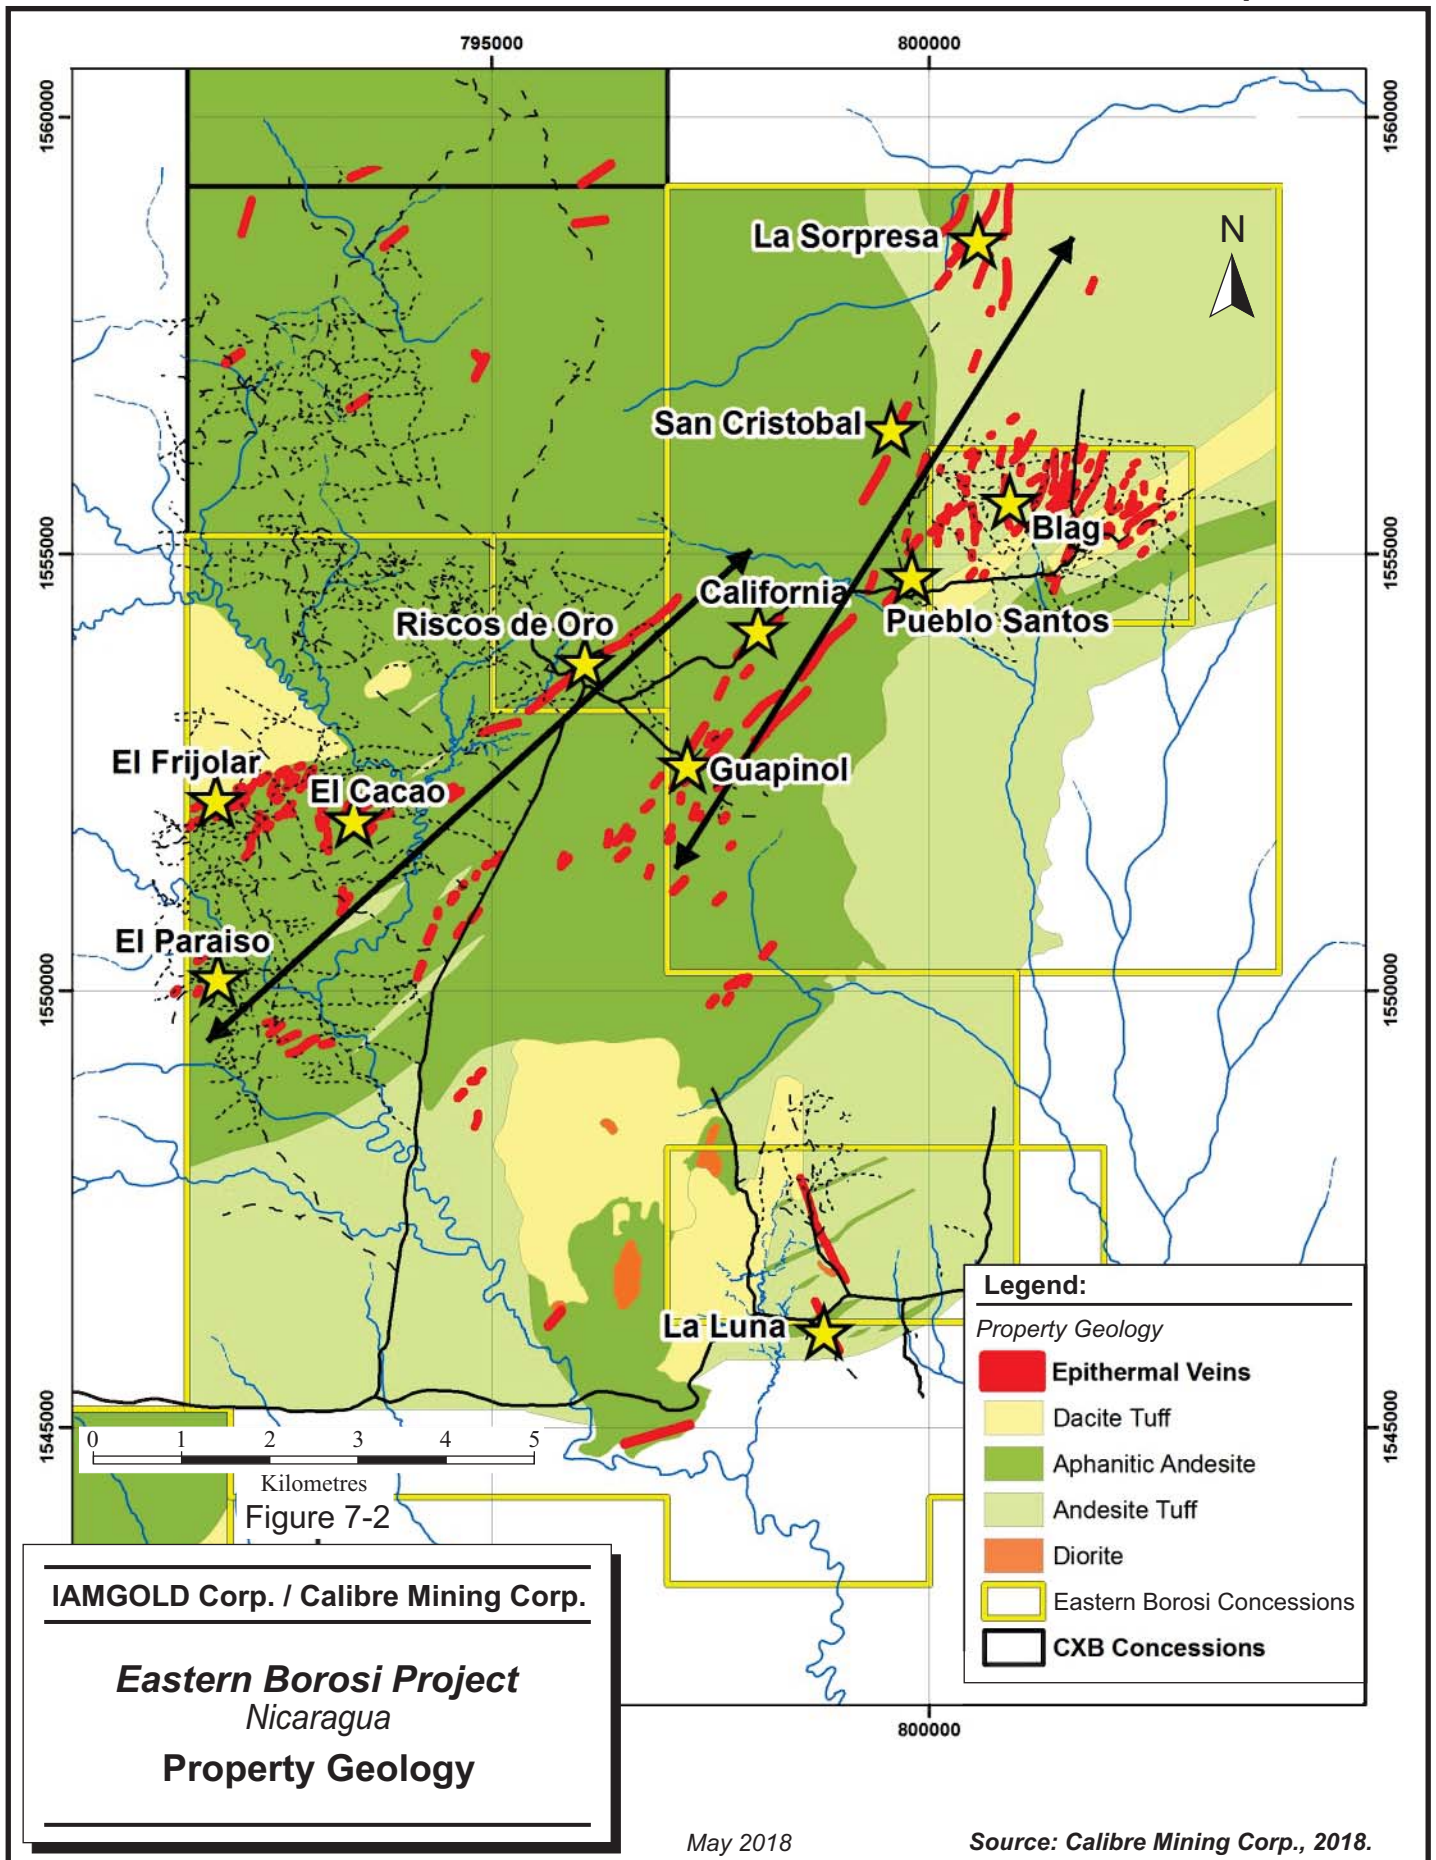 795000
800000
1560000
1560000
La Sorpresa
N
San Cristobal
Blag
1555000
1555000
California
Riscos de Oro
Pueblo Santos
El Frijolar
El Cacao
Guapinol
El Paraiso
1550000
1550000
La Luna
Legend:
Property Geology
Epithermal Veins
Dacite Tuff
Aphanitic Andesite
Andesite Tuff
Diorite
Eastern Borosi Concessions
CXB Concessions
1545000
1545000
0 1 2 3 4 5
Kilometres
Figure 7-2
IAMGOLD Corp. / Calibre Mining Corp.
Eastern Borosi Project
Nicaragua
Property Geology
800000
May 2018
Source: Calibre Mining Corp., 2018.